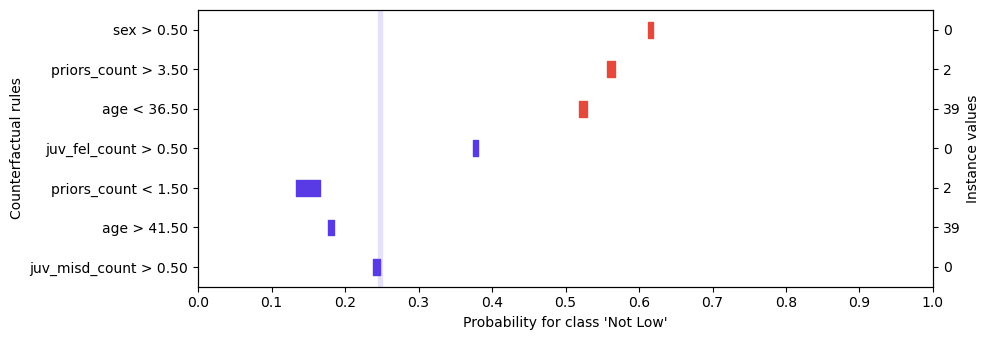 sex > 0.50
0
priors_count > 3.50
2
age < 36.50
39
juv_fel_count > 0.50
0
priors_count < 1.50
2
age > 41.50
39
juv_misd_count > 0.50
0
Counterfactual rules
Instance values
0.0 0.1 0.2 0.3 0.4 0.5 0.6 0.7 0.8 0.9 1.0
Probability for class 'Not Low'